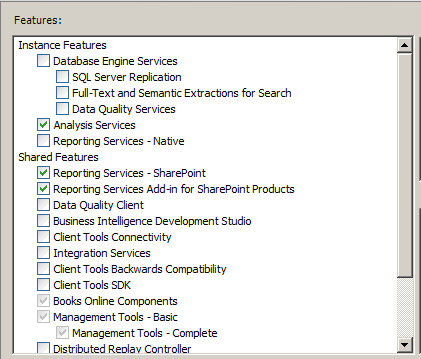 Features:
Instance Features
Database Engine Services
SQL Server Replication
Full-Text and Semantic Extractions for Search
Data Quality Services
Analysis Services
Reporting Services - Native
Shared Features
Reporting Services - SharePoint
Reporting Services Add-in for SharePoint Products
Data Quality Client
Business Intelligence Development Studio
Client Tools Connectivity
Integration Services
Client Tools Backwards Compatibility
Client Tools SDK
Books Online Components
Management Tools - Basic
Management Tools - Complete
Distributed Replay Controller